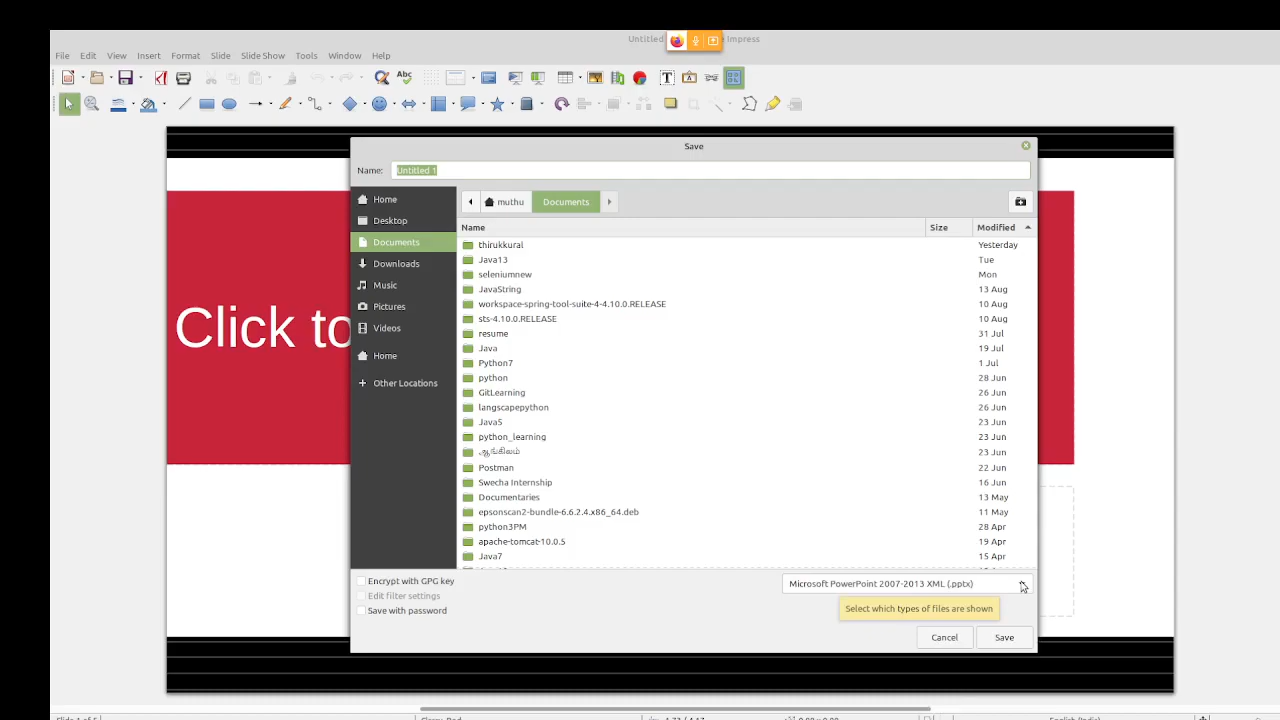 Untitled
Impress
File Edit View Insert Format Slide Slide Show Tools Window Help
Abc
T
A
Save
Name: Untitled 1
Home
Desktop
Documents
Downloads
Music
Pictures
Videos
Home
Other Locations
muthu Documents
Name Size Modified
thirukkural Yesterday
Java13 Tue
seleniumnew Mon
JavaString 13 Aug
workspace-spring-tool-suite-4-4.10.0.RELEASE 10 Aug
sts-4.10.0.RELEASE 10 Aug
resume 31 Jul
Java 19 Jul
Python7 1 Jul
python 28 Jun
GitLearning 26 Jun
langscapepython 26 Jun
Java5 23 Jun
python_learning 23 Jun
ஆங்கிலம் 23 Jun
Postman 22 Jun
Swecha Internship 16 Jun
Documentaries 13 May
epsonscan2-bundle-6.6.2.4.x86_64.deb 11 May
python3PM 28 Apr
apache-tomcat-10.0.5 19 Apr
Java7 15 Apr
Click to
Encrypt with GPG key
Edit filter settings
Save with password
Microsoft PowerPoint 2007-2013 XML (.pptx)
Select which types of files are shown
Cancel Save